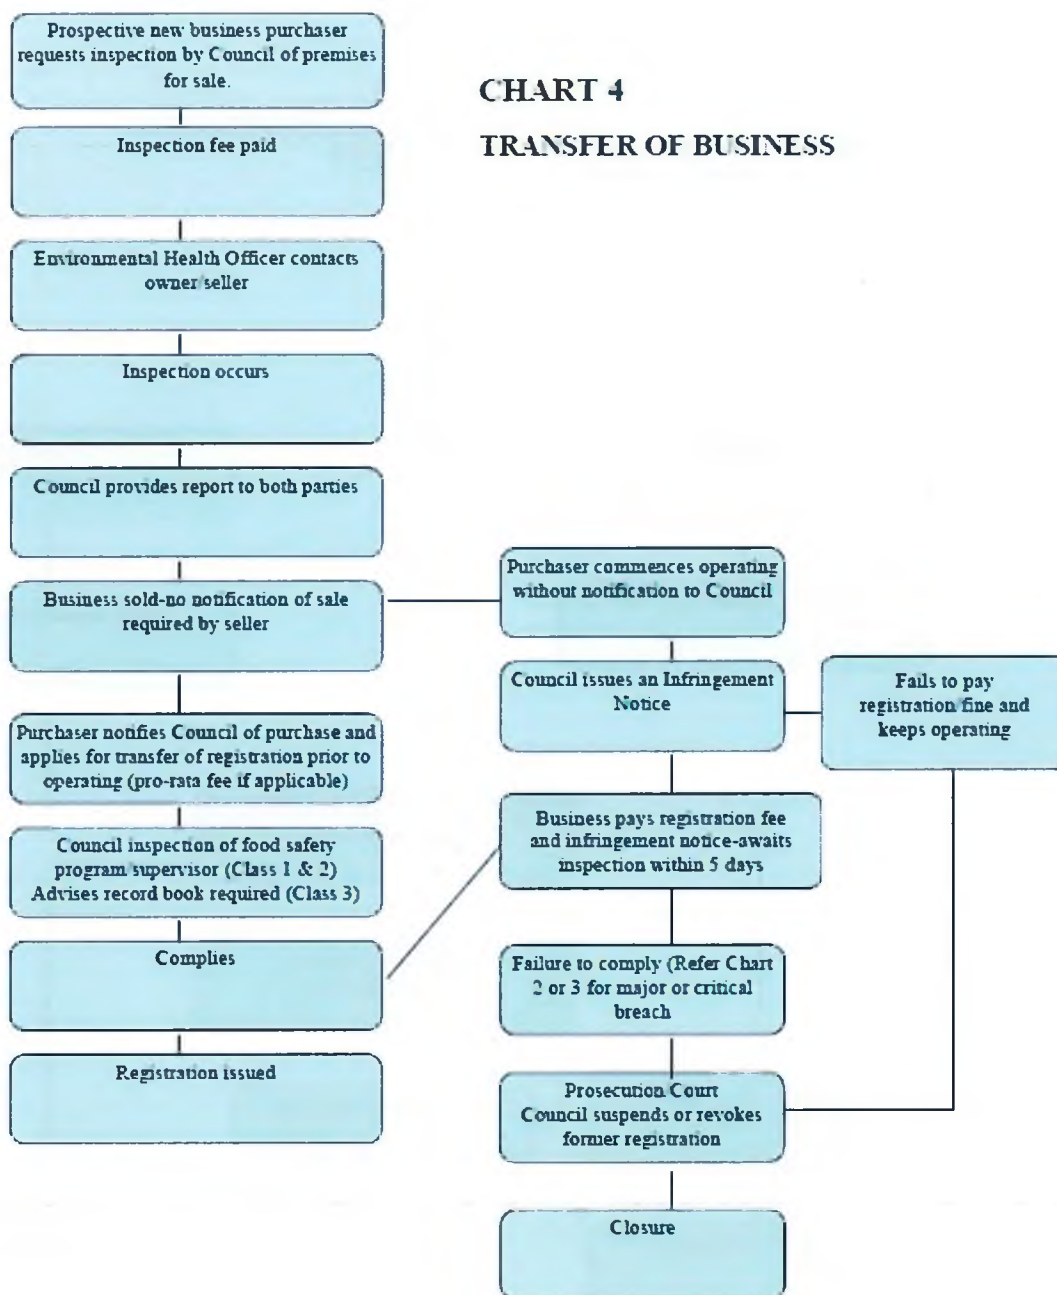 Prospective new business purchaser
requests inspection by Council of premises
for sale.
CHART 4
TRANSFER OF BUSINESS
Inspection fee paid
Environmental Health Officer contacts
owner/seller
Inspection occurs
Council provides report to both parties
Business sold-no notification of sale
required by seller
Purchaser commences operating
without notification to Council
Council issues an Infringement
Notice
Fails to pay
registration fine and
keeps operating
Purchaser notifies Council of purchase and
applies for transfer of registration prior to
operating (pro-rata fee if applicable)
Business pays registration fee
and infringement notice-awaits
inspection within 5 days
Council inspection of food safety
program supervisor (Class 1 & 2)
Advises record book required (Class 3)
Complies
Failure to comply (Refer Chart
2 or 3 for major or critical
breach
Registration issued
Prosecution Court
Council suspends or revokes
former registration
Closure